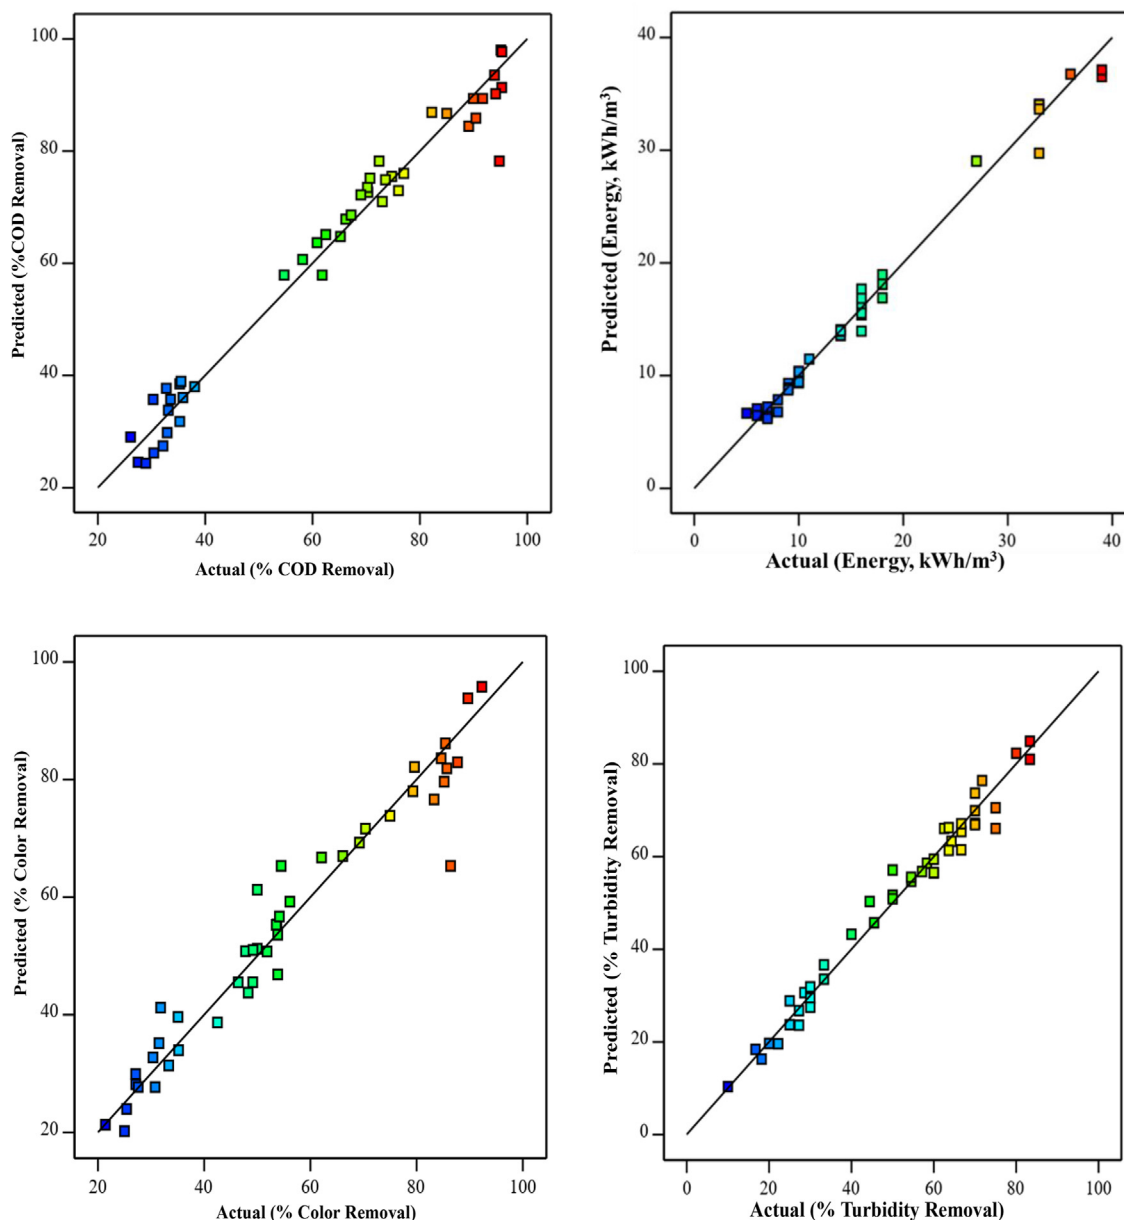 100
80
60
40
20
Predicted (%COD Removal)
20 40 60 80 100
Actual (% COD Removal)
40
30
20
10
0
Predicted (Energy, kWh/m³)
0 10 20 30 40
Actual (Energy, kWh/m³)
100
80
60
40
20
Predicted (% Color Removal)
20 40 60 80 100
Actual (% Color Removal)
100
80
60
40
20
0
Predicted (% Turbidity Removal)
0 20 40 60 80 100
Actual (% Turbidity Removal)